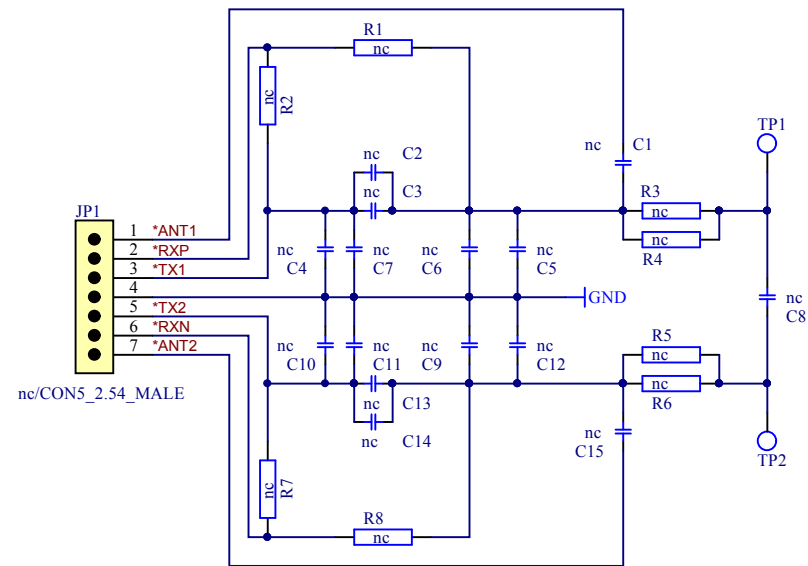 R1
nc
nc
R2
nc
C2
nc
C3
nc
C1
TP1
R3
nc
nc
R4
JP1
1
*ANT1
2
*RXP
3
*TX1
4
5
*TX2
6
*RXN
7
*ANT2
nc/CON5_2.54_MALE
nc
C4
nc
C7
nc
C6
nc
C5
GND
nc
C8
nc
C10
nc
C11
nc
C9
nc
C12
R5
nc
nc
R6
C13
nc
nc
C14
nc
C15
TP2
nc
R7
R8
nc